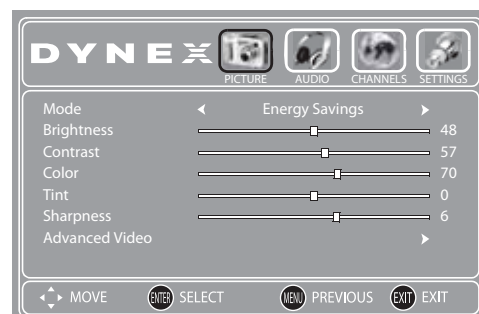 DYNEX
PICTURE AUDIO CHANNELS SETTINGS
Mode Energy Savings
Brightness 48
Contrast 57
Color 70
Tint 0
Sharpness 6
Advanced Video
MOVE ENTER SELECT MENU PREVIOUS EXIT EXIT